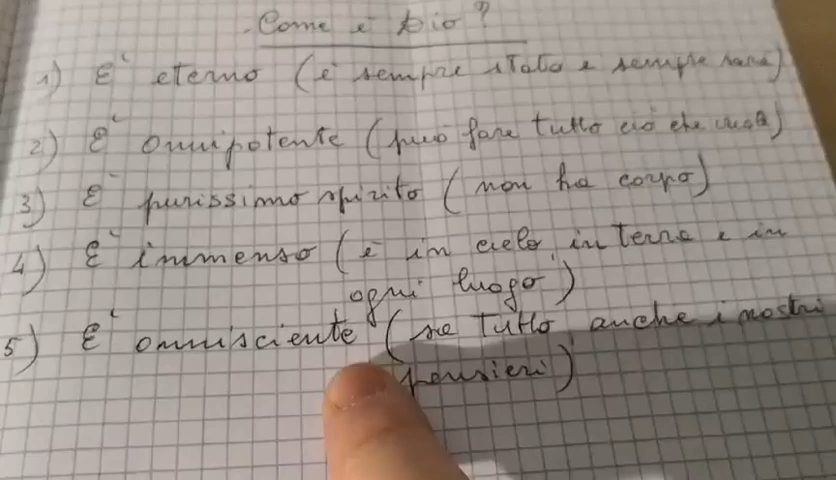 Come è Dio?
1) E' eterno (è sempre stato e sempre sarà)
2) E' onnipotente (può fare tutto ciò che vuole)
3) E' purissimo spirito (non ha corpo)
4) E' immenso (è in cielo, in terra e in
ogni luogo)
5) E' onnisciente (sa tutto anche i nostri
pensieri)